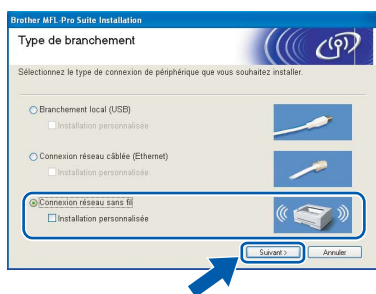 Brother MFL-Pro Suite Installation
Type de branchement
Sélectionnez le type de connexion de périphérique que vous souhaitez installer.
Branchement local (USB)
Installation personnalisée
Connexion réseau câblée (Ethernet)
Installation personnalisée
Connexion réseau sans fil
Installation personnalisée
Suivant >
Annuler